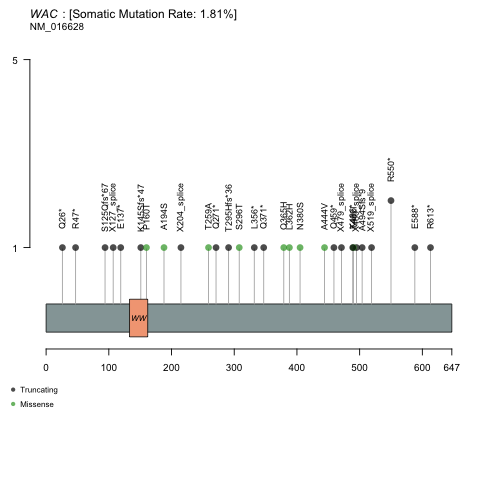 WAC : [Somatic Mutation Rate: 1.81%]
NM_016628
5
1
Q26*
R47*
S125Qfs*67
X127_splice
E137*
K145Sfs*47
P160T
A194S
X204_splice
T259A
Q271*
T295Hfs*36
S296T
L356*
Q371*
Q365H
L362H
N380S
A444V
Q459*
X479_splice
X519_splice
R550*
E588*
R613*
WW
0 100 200 300 400 500 600 647
Truncating
Missense